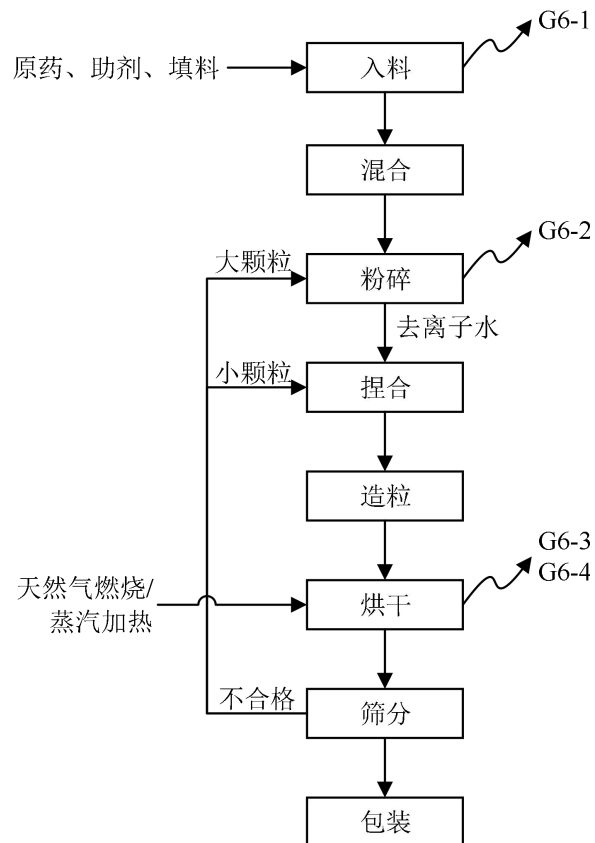 G6-1
原药、助剂、填料
入料
混合
G6-2
大颗粒
粉碎
去离子水
小颗粒
捏合
造粒
G6-3
G6-4
天然气燃烧/
蒸汽加热
烘干
不合格
筛分
包装